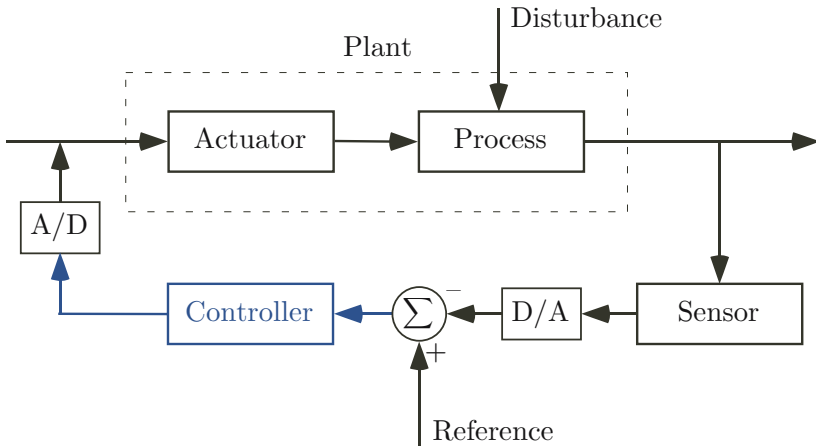 Disturbance
Plant
Actuator
Process
A/D
Controller
∑
−
+
D/A
Sensor
Reference